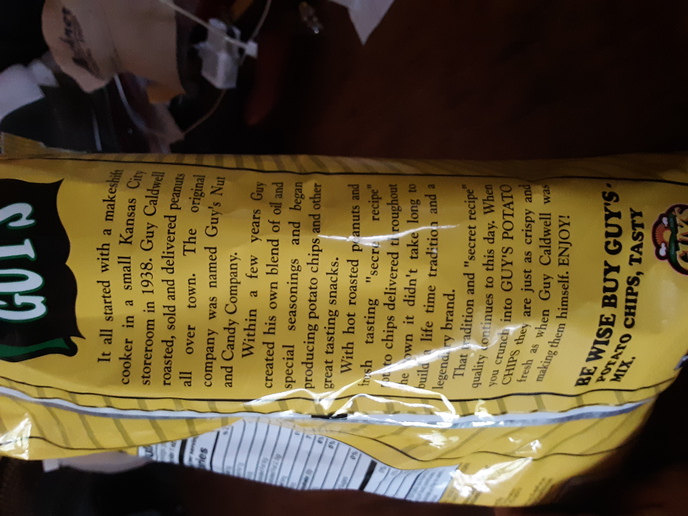 GUY'S
It all started with a makeshift
cooker in a small Kansas City
storeroom in 1938. Guy Caldwell
roasted, sold and delivered peanuts
all over town. The original
company was named Guy's Nut
and Candy Company.
Within a few years Guy
created his own blend of oil and
special seasonings and began
producing potato chips and other
great tasting snacks.
With hot roasted peanuts and
fresh tasting "secret recipe"
potato chips delivered throughout
the town it didn't take long to
build a life time tradition and a
legendary brand.
That tradition and "secret recipe"
quality continues to this day. When
you crunch into GUY'S POTATO
CHIPS they are just as crispy and
fresh as when Guy Caldwell was
making them himself. ENJOY!
BE WISE BUY GUY'S-
POTATO CHIPS, TASTY
MIX.
GUY'S